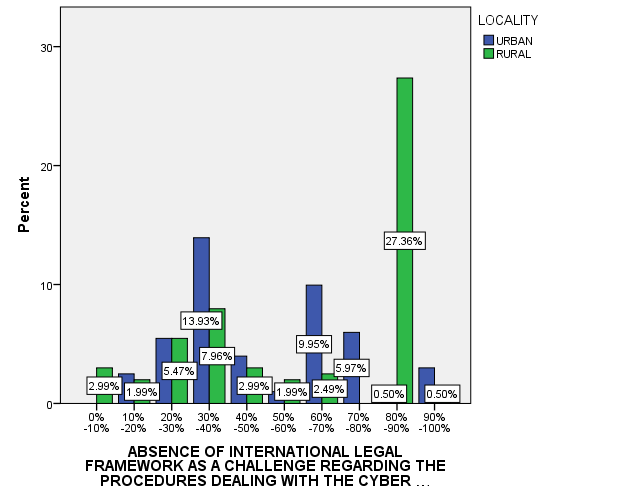 LOCALITY
URBAN
RURAL
30
20
10
0
Percent
27.36%
13.93%
9.95%
7.96%
5.97%
5.47%
2.99%
1.99%
2.99%
1.99%
2.49%
0.50%
0.50%
0% 10% 20% 30% 40% 50% 60% 70% 80% 90%
-10% -20% -30% -40% -50% -60% -70% -80% -90% -100%
ABSENCE OF INTERNATIONAL LEGAL
FRAMEWORK AS A CHALLENGE REGARDING THE
PROCEDURES DEALING WITH THE CYBER ...